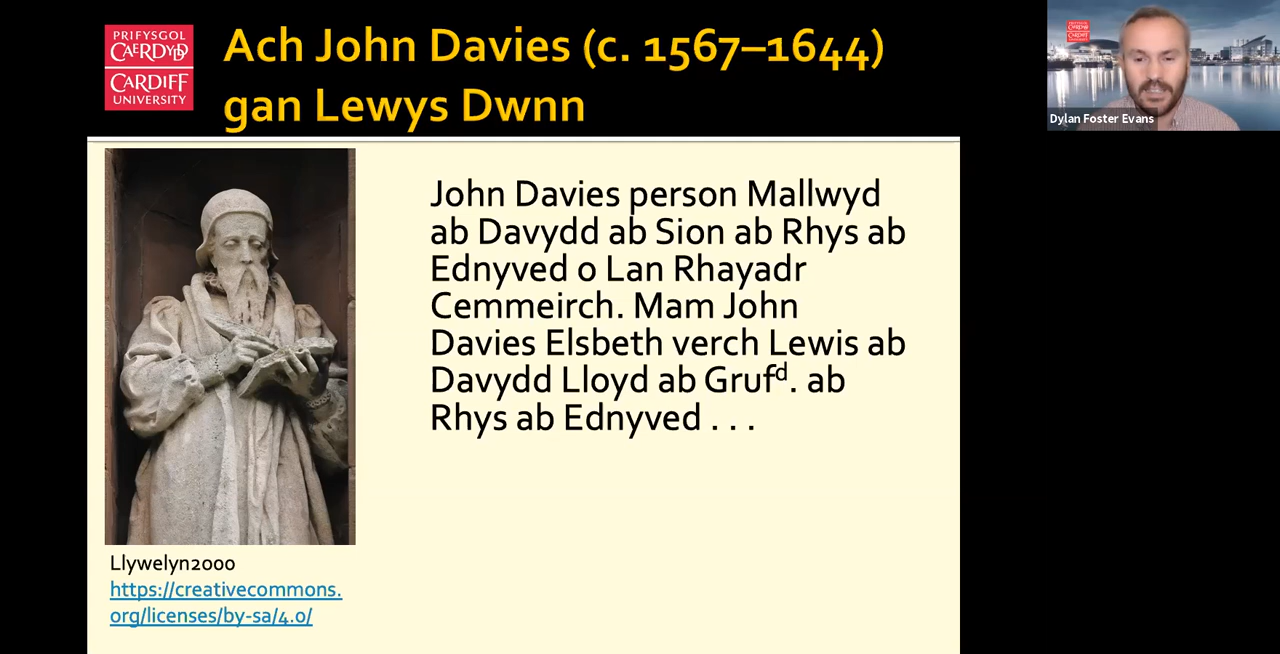 PRIFYSGOL
CAERDYDD
CARDIFF
UNIVERSITY
Ach John Davies (c. 1567–1644)
gan Lewys Dwnn
John Davies person Mallwyd
ab Davydd ab Sion ab Rhys ab
Ednyved o Lan Rhayadr
Cemmeirch. Mam John
Davies Elsbeth verch Lewis ab
Davydd Lloyd ab Grufᵈ. ab
Rhys ab Ednyved . . .
Llywelyn2000
https://creativecommons.
org/licenses/by-sa/4.0/
Dylan Foster Evans